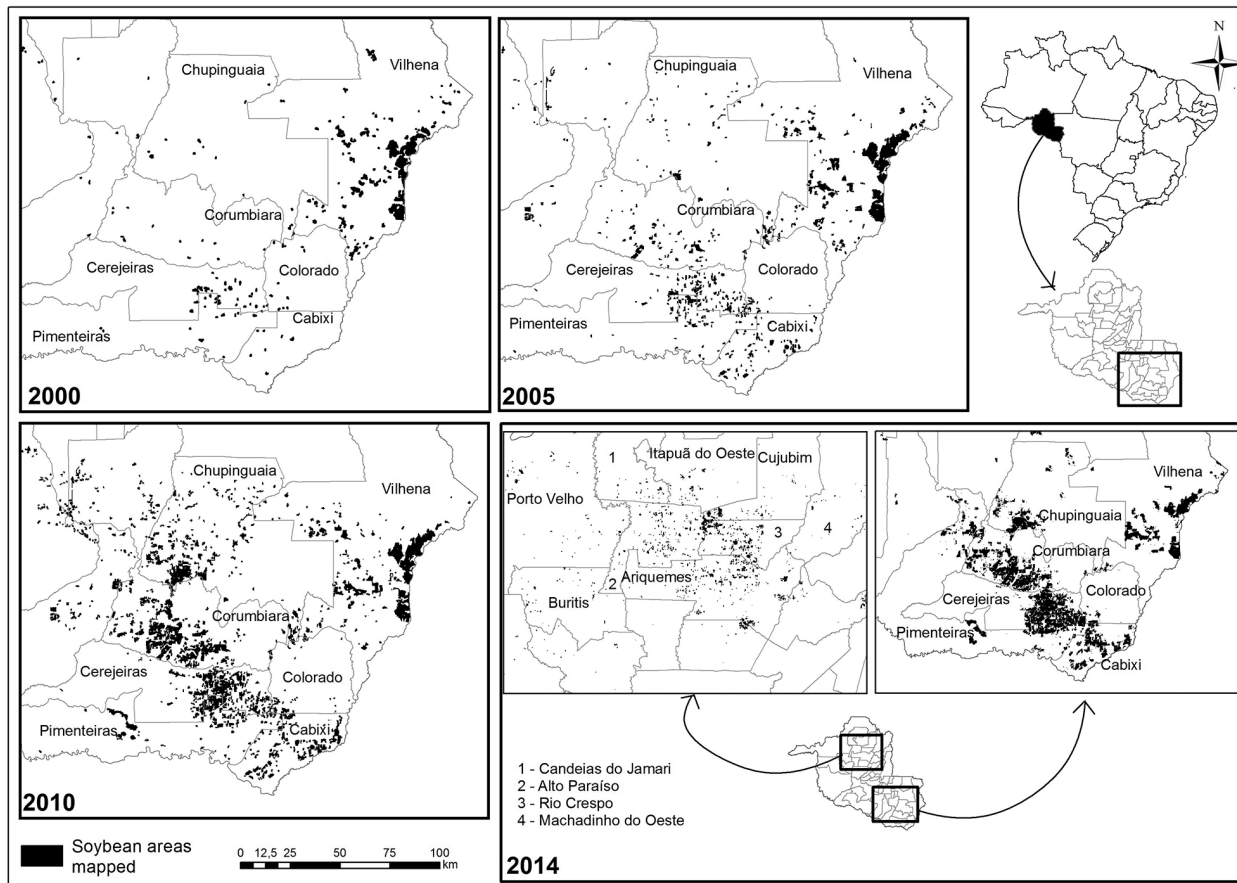 Chupinguaia
Vilhena
Corumbiara
Cerejeiras
Colorado
Cabixi
Pimenteiras
2000
Chupinguaia
Vilhena
Corumbiara
Cerejeiras
Colorado
Pimenteiras
Cabixi
2005
N
Chupinguaia
Vilhena
Corumbiara
Cerejeiras
Colorado
Pimenteiras
Cabixi
2010
1
Itapuã do Oeste
Cujubim
Porto Velho
3
4
2
Ariquemes
Buritis
Vilhena
Chupinguaia
Corumbiara
Colorado
Cerejeiras
Pimenteiras
Cabixi
1 - Candeias do Jamari
2 - Alto Paraíso
3 - Rio Crespo
4 - Machadinho do Oeste
2014
Soybean areas
mapped
0 12,5 25 50 75 100
km